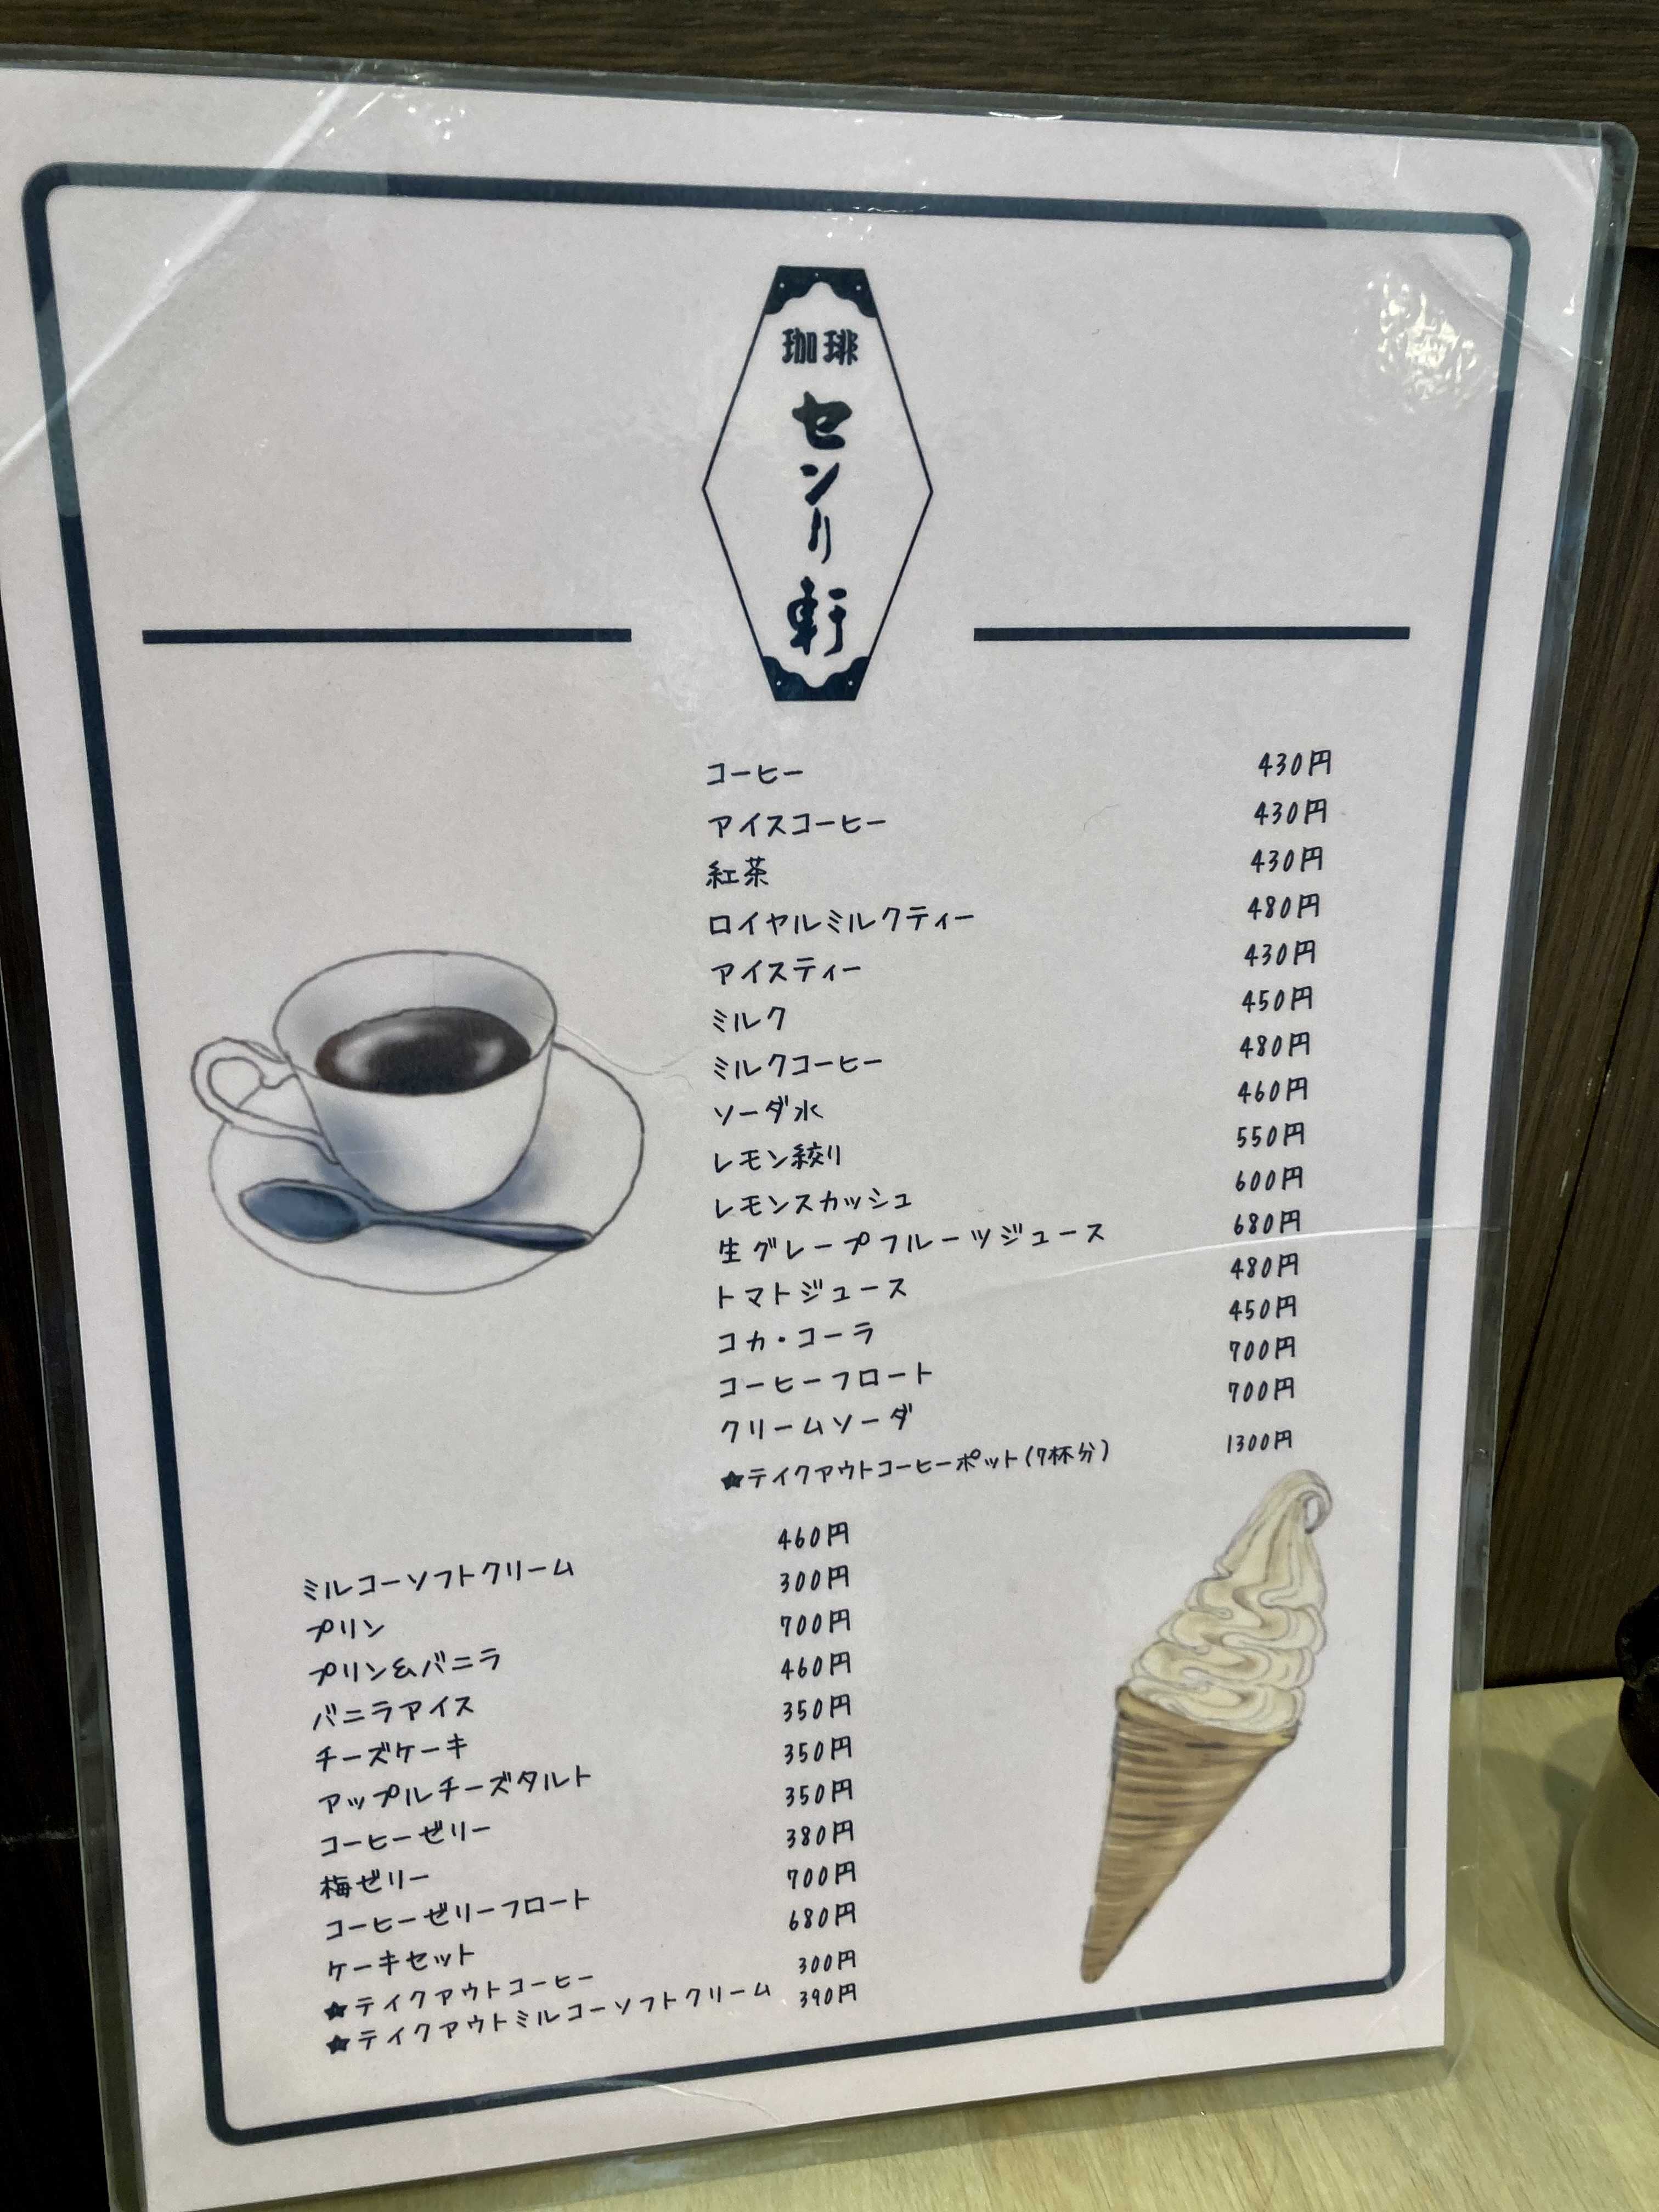 珈琲
センリ軒
コーヒー 430円
アイスコーヒー 430円
紅茶 430円
ロイヤルミルクティー 480円
アイスティー 430円
ミルク 450円
ミルクコーヒー 480円
ソーダ水 460円
レモン絞り 550円
レモンスカッシュ 600円
生グレープフルーツジュース 680円
トマトジュース 480円
コカ・コーラ 450円
コーヒーフロート 700円
クリームソーダ 700円
★テイクアウトコーヒーポット(7杯分) 1300円
ミルコーソフトクリーム 460円
プリン 300円
プリン&バニラ 700円
バニラアイス 460円
チーズケーキ 350円
アップルチーズタルト 350円
コーヒーゼリー 350円
梅ゼリー 380円
コーヒーゼリーフロート 700円
ケーキセット 680円
★テイクアウトコーヒー 300円
★テイクアウトミルコーソフトクリーム 390円